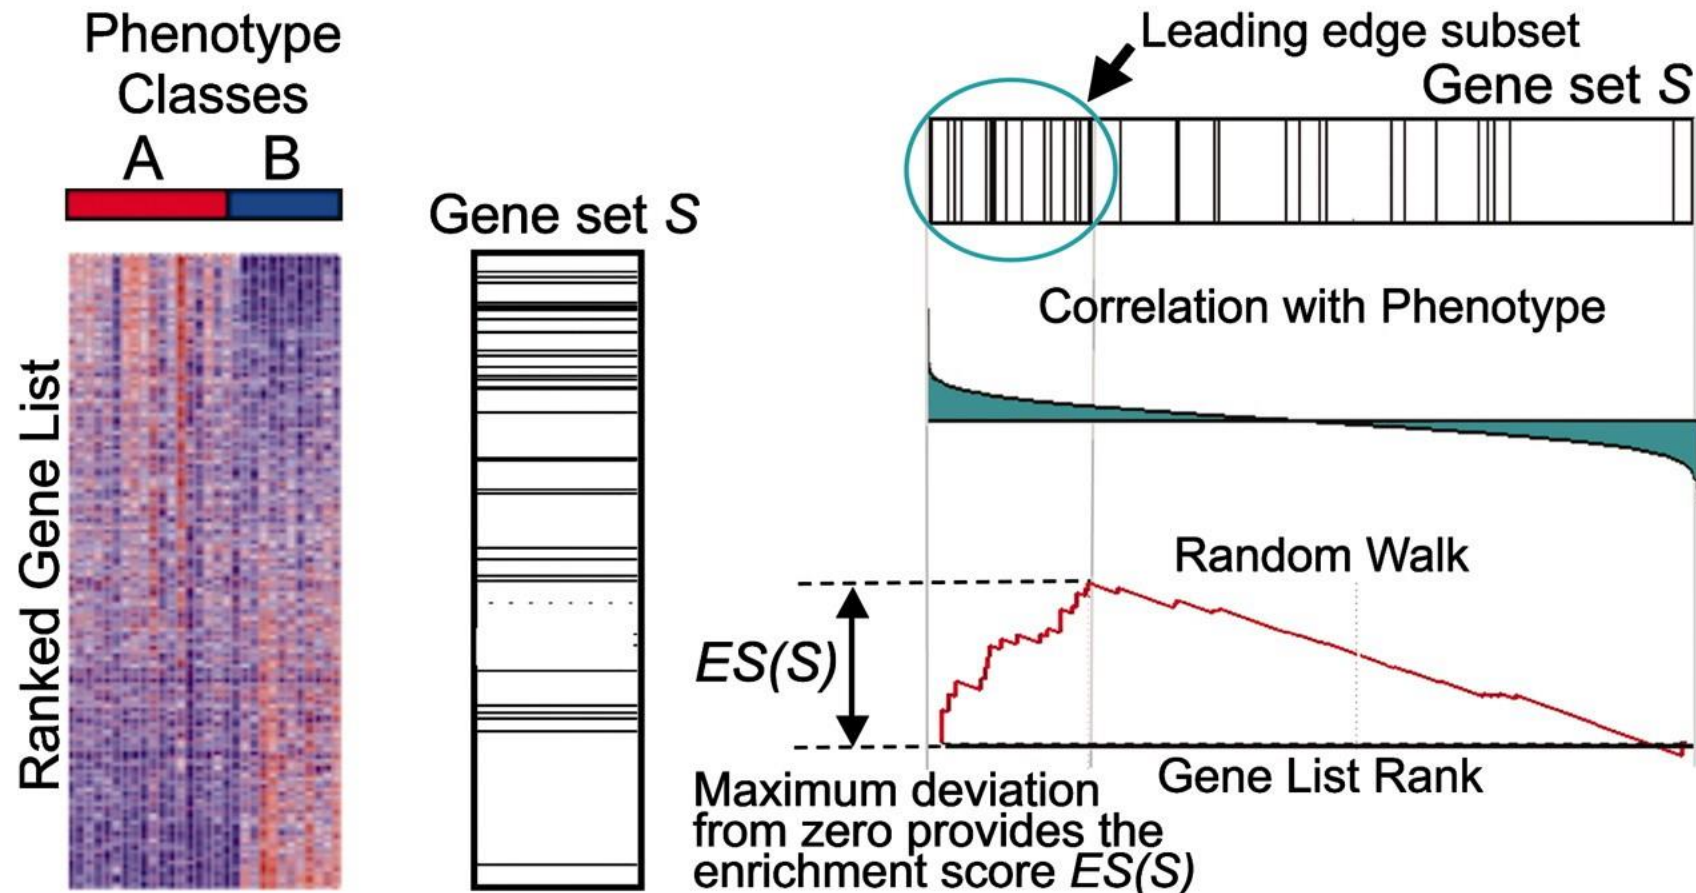 Phenotype
Classes
A B
Ranked Gene List
Gene set S
Leading edge subset
Gene set S
Correlation with Phenotype
Random Walk
ES(S)
Gene List Rank
Maximum deviation
from zero provides the
enrichment score ES(S)